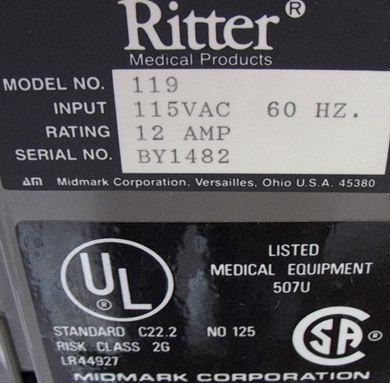 Ritter®
Medical Products
MODEL NO. 119
INPUT 115VAC 60 HZ.
RATING 12 AMP
SERIAL NO. BY1482
Midmark Corporation. Versailles, Ohio U.S.A. 45380
UL®
LISTED
MEDICAL EQUIPMENT
507U
STANDARD C22.2 NO 125
RISK CLASS 2G
LR44927
SA®
MIDMARK CORPORATION